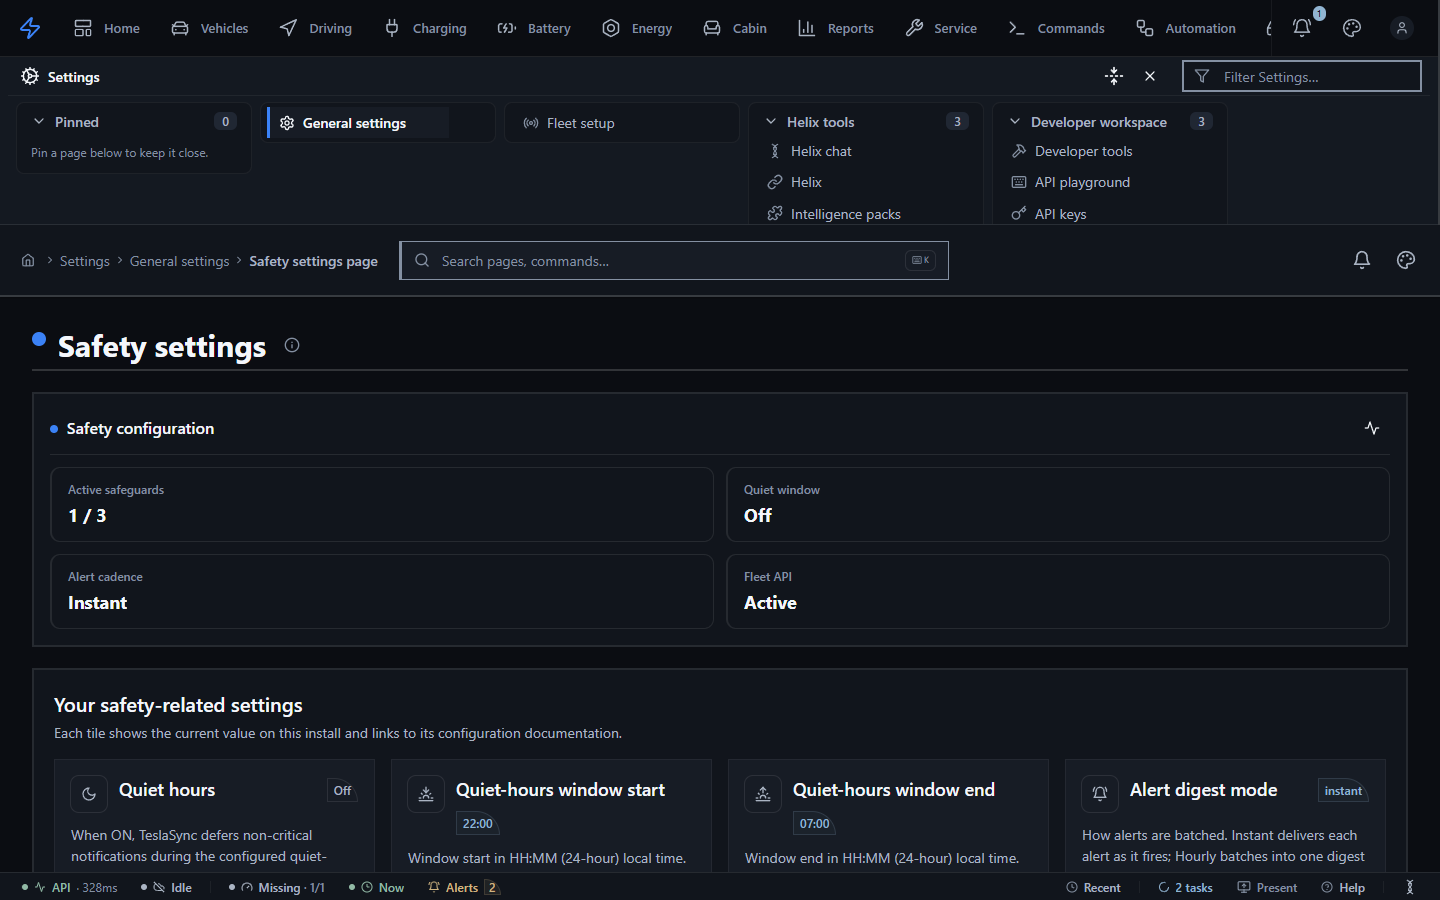 Home Vehicles Driving Charging Battery Energy Cabin Reports Service Commands Automation 1
Settings Filter Settings...
Pinned 0
Pin a page below to keep it close.
General settings
Fleet setup
Helix tools 3
Helix chat
Helix
Intelligence packs
Developer workspace 3
Developer tools
API playground
API keys
Settings General settings Safety settings page Search pages, commands... K
Safety settings
Safety configuration
Active safeguards
1 / 3
Quiet window
Off
Alert cadence
Instant
Fleet API
Active
Your safety-related settings
Each tile shows the current value on this install and links to its configuration documentation.
Quiet hours Off
When ON, TeslaSync defers non-critical
notifications during the configured quiet-
Quiet-hours window start
22:00
Window start in HH:MM (24-hour) local time.
Quiet-hours window end
07:00
Window end in HH:MM (24-hour) local time.
Alert digest mode instant
How alerts are batched. Instant delivers each
alert as it fires; Hourly batches into one digest
API · 328ms Idle Missing · 1/1 Now Alerts 2 Recent 2 tasks Present Help